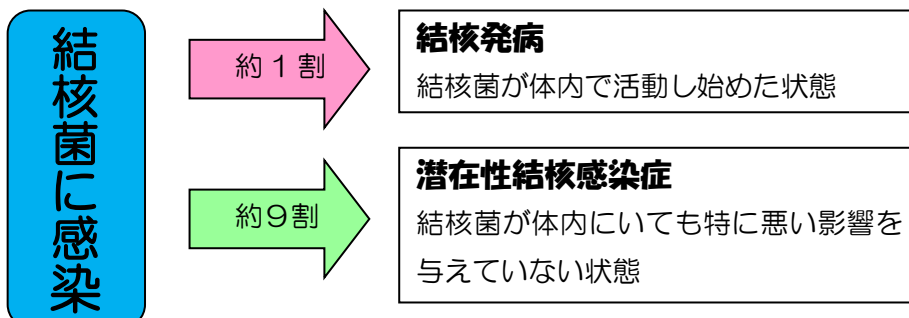 結核菌に感染
約1割
結核発病
結核菌が体内で活動し始めた状態
約9割
潜在性結核感染症
結核菌が体内にいても特に悪い影響を
与えていない状態